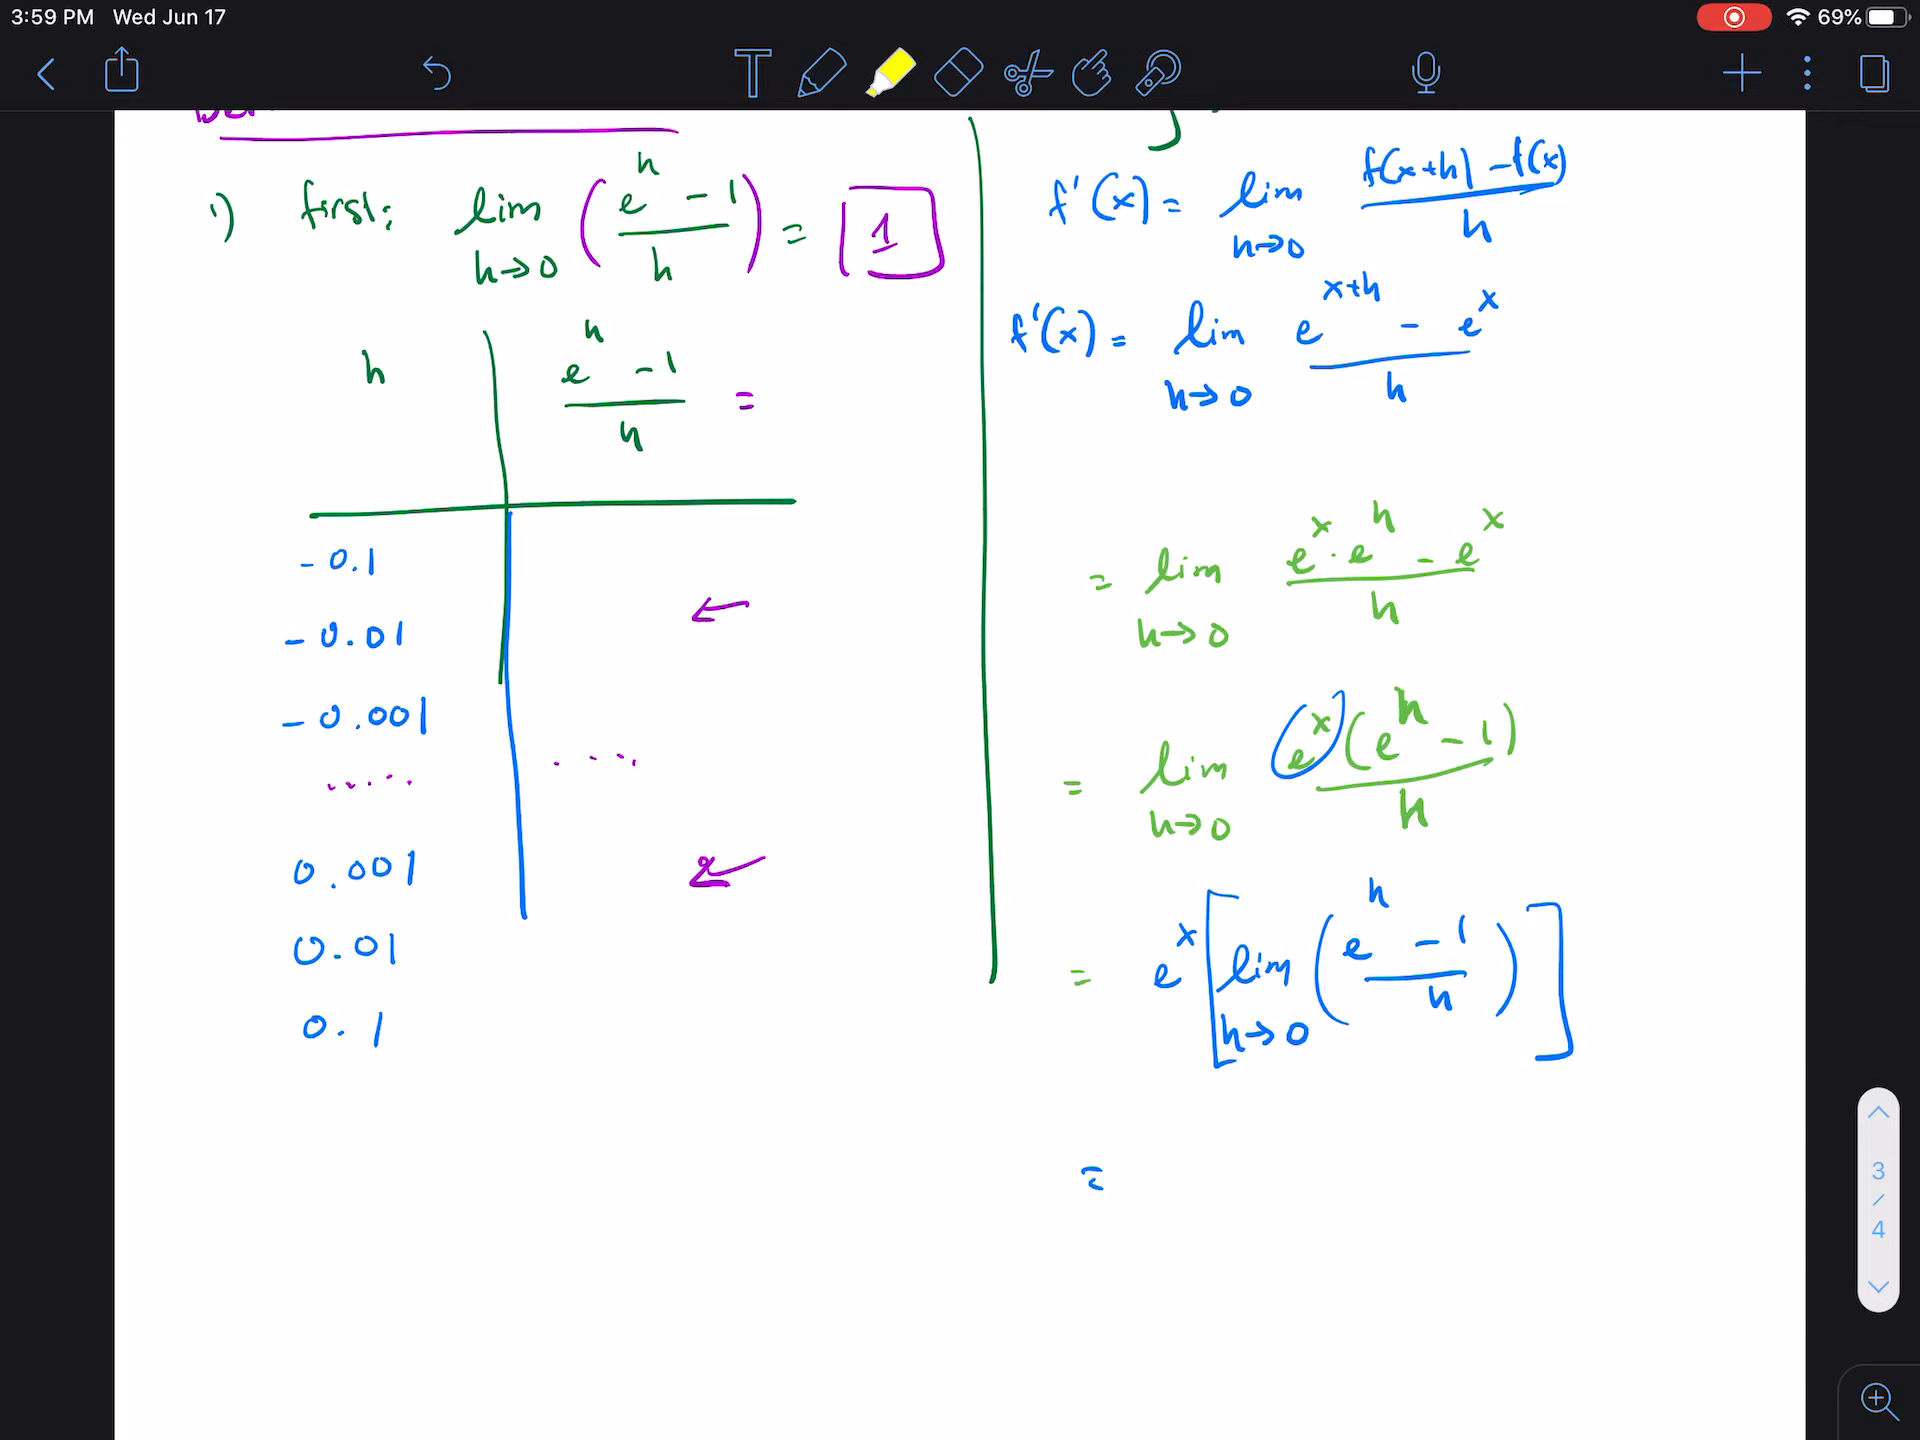 3:59 PM Wed Jun 17
69%
1) first: lim h→0 (e^h - 1 / h) = 1
h
e^h - 1 / h =
- 0.1
- 0.01
- 0.001
.....
....
0.001
0.01
0.1
f'(x) = lim h→0 f(x+h) - f(x) / h
f'(x) = lim h→0 e^x+h - e^x / h
= lim h→0 e^x · e^h - e^x / h
= lim h→0 e^x (e^h - 1) / h
= e^x [lim h→0 (e^h - 1 / h)]
=
3
/
4